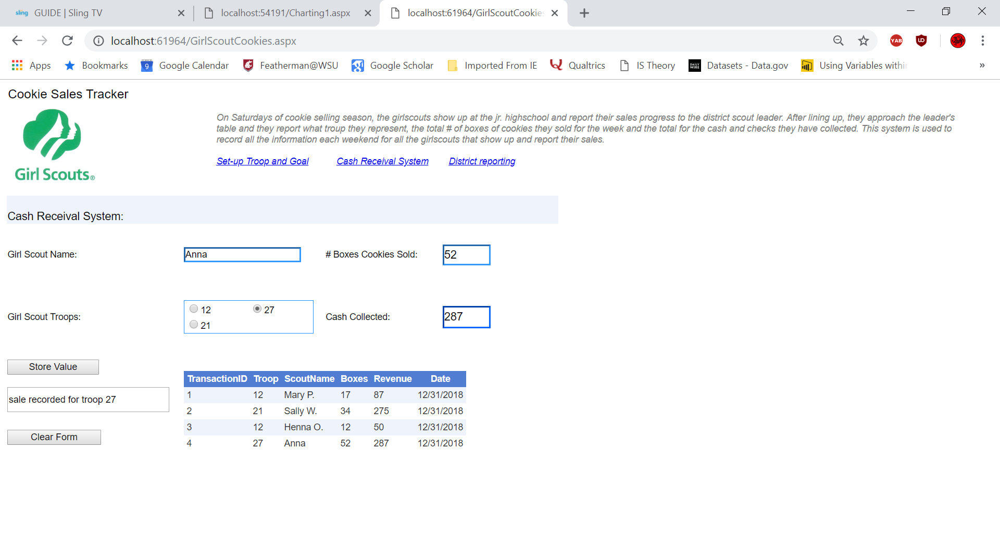 sling GUIDE | Sling TV
localhost:54191/Charting1.aspx
localhost:61964/GirlScoutCookies
localhost:61964/GirlScoutCookies.aspx
YAB
UO
Apps
Bookmarks
9 Google Calendar
Featherman@WSU
g Google Scholar
Imported From IE
Qualtrics
IS Theory
DAILY WIRE Datasets - Data.gov
Using Variables withi
»
Cookie Sales Tracker
Girl Scouts®
On Saturdays of cookie selling season, the girlscouts show up at the jr. highschool and report their sales progress to the district scout leader. After lining up, they approach the leader's
table and they report what troup they represent, the total # of boxes of cookies they sold for the week and the total for the cash and checks they have collected. This system is used to
record all the information each weekend for all the girlscouts that show up and report their sales.
Set-up Troop and Goal Cash Receival System District reporting
Cash Receival System:
Girl Scout Name: Anna # Boxes Cookies Sold: 52
Girl Scout Troops: 12 27
21
Cash Collected: 287
Store Value
sale recorded for troop 27
Clear Form
TransactionID Troop ScoutName Boxes Revenue Date
1 12 Mary P. 17 87 12/31/2018
2 21 Sally W. 34 275 12/31/2018
3 12 Henna O. 12 50 12/31/2018
4 27 Anna 52 287 12/31/2018